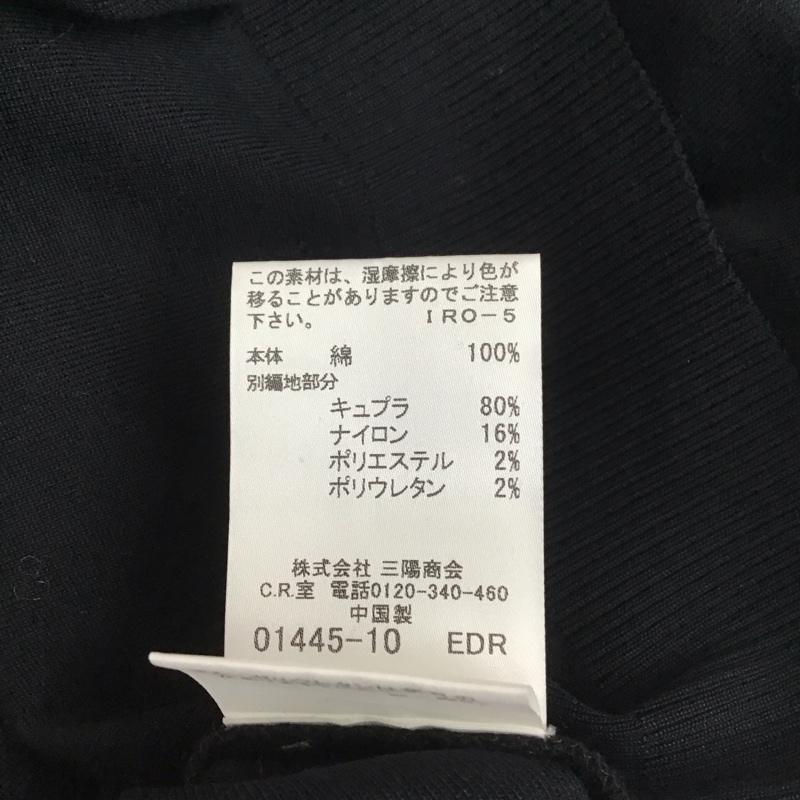 この素材は、湿摩擦により色が
移ることがありますのでご注意
下さい。 IRO-5
本体 綿 100%
別編地部分
キュプラ 80%
ナイロン 16%
ポリエステル 2%
ポリウレタン 2%
株式会社 三陽商会
C.R.室 電話0120-340-460
中国製
01445-10 EDR